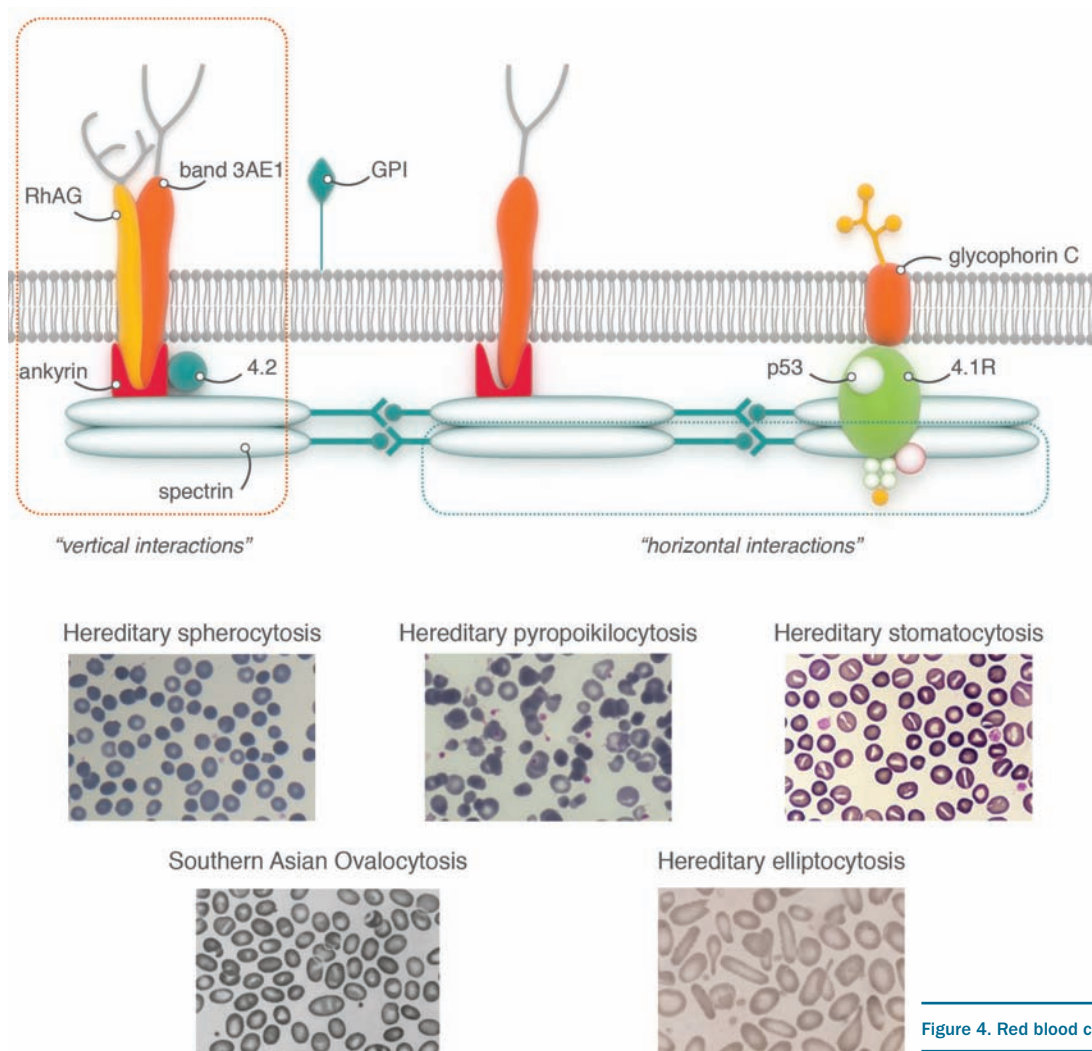 band 3AE1
GPI
RhAG
glycophorin C
ankyrin
4.2
p53
4.1R
spectrin
“vertical interactions”
“horizontal interactions”
Hereditary spherocytosis
Hereditary pyropoikilocytosis
Hereditary stomatocytosis
Southern Asian Ovalocytosis
Hereditary elliptocytosis
Figure 4. Red blood c